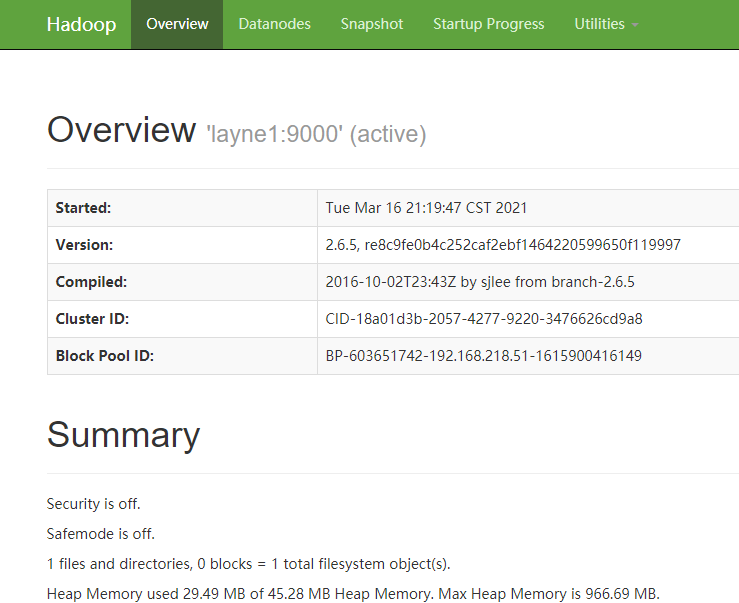 Hadoop Overview Datanodes Snapshot Startup Progress Utilities
Overview 'layne1:9000' (active)
Started: Tue Mar 16 21:19:47 CST 2021
Version: 2.6.5, re8c9fe0b4c252caf2ebf1464220599650f119997
Compiled: 2016-10-02T23:43Z by sjlee from branch-2.6.5
Cluster ID: CID-18a01d3b-2057-4277-9220-3476626cd9a8
Block Pool ID: BP-603651742-192.168.218.51-1615900416149
Summary
Security is off.
Safemode is off.
1 files and directories, 0 blocks = 1 total filesystem object(s).
Heap Memory used 29.49 MB of 45.28 MB Heap Memory. Max Heap Memory is 966.69 MB.